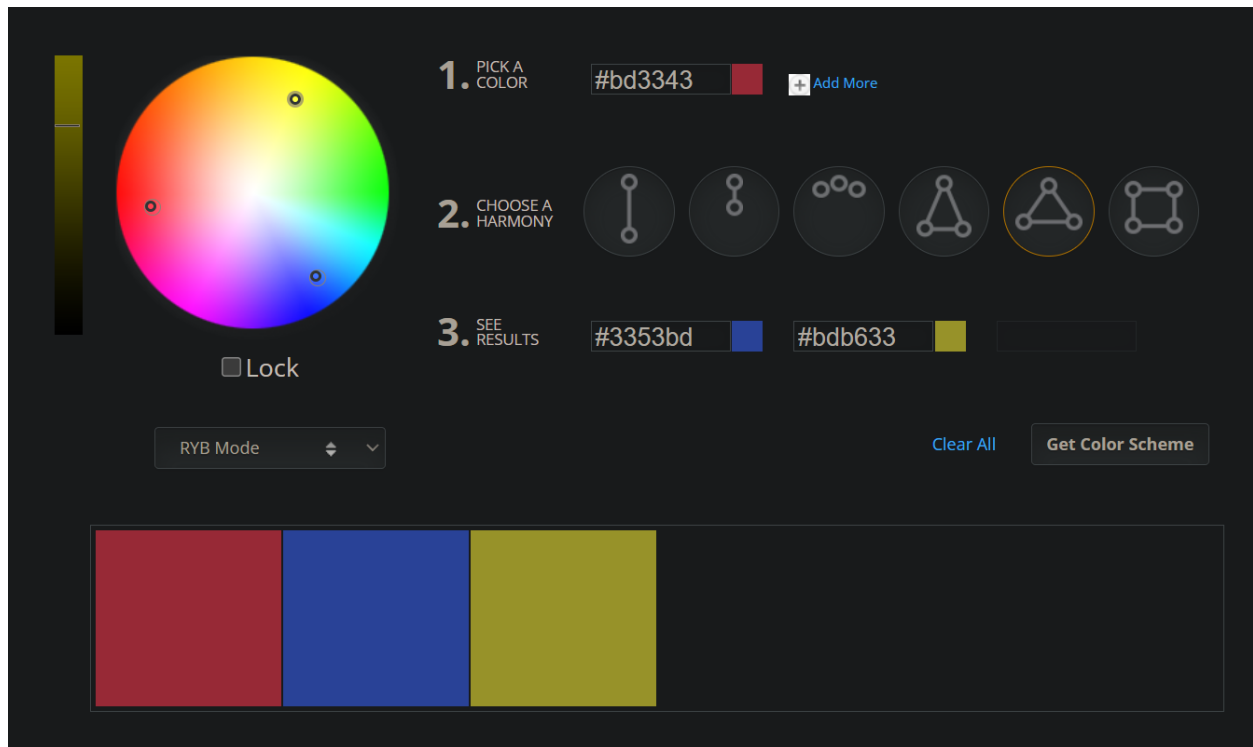 1. PICK A
COLOR
#bd3343
Add More
2. CHOOSE A
HARMONY
3. SEE
RESULTS
#3353bd
#bdb633
Lock
RYB Mode
Clear All
Get Color Scheme